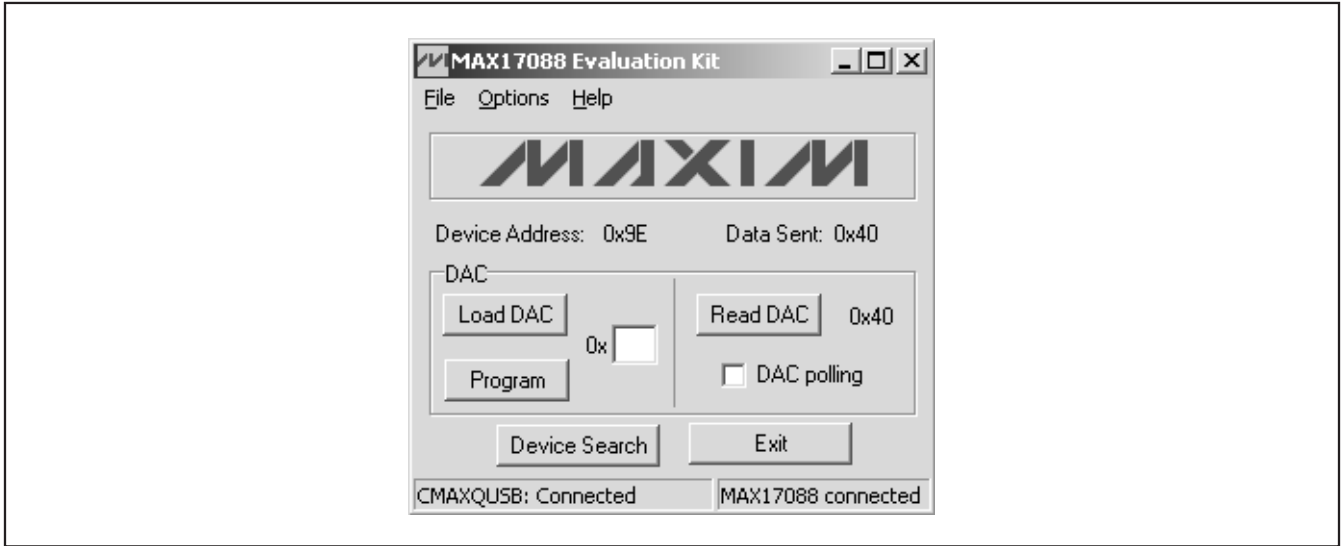 MAX17088 Evaluation Kit
File Options Help
MAXIM
Device Address: 0x9E Data Sent: 0x40
DAC
Load DAC Read DAC 0x40
0x
Program DAC polling
Device Search Exit
CMAXQUSB: Connected MAX17088 connected